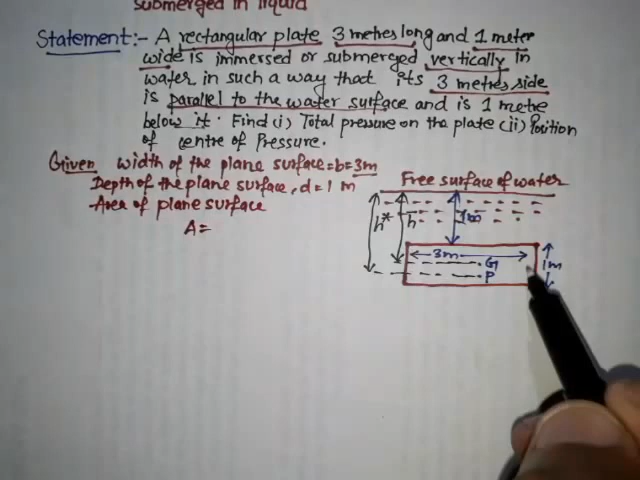 submerged in liquid
Statement:- A rectangular plate 3 metres long and 1 meter
wide is immersed or submerged vertically in
water in such a way that its 3 metres side
is parallel to the water surface and is 1 metre
below it. Find (i) Total pressure on the plate (ii) Position
of centre of Pressure.
Given width of the plane surface=b=3m
Depth of the plane surface, d=1 m
Area of plane surface
A=
Free surface of water
h*
h
1m
3m
G
P
1m